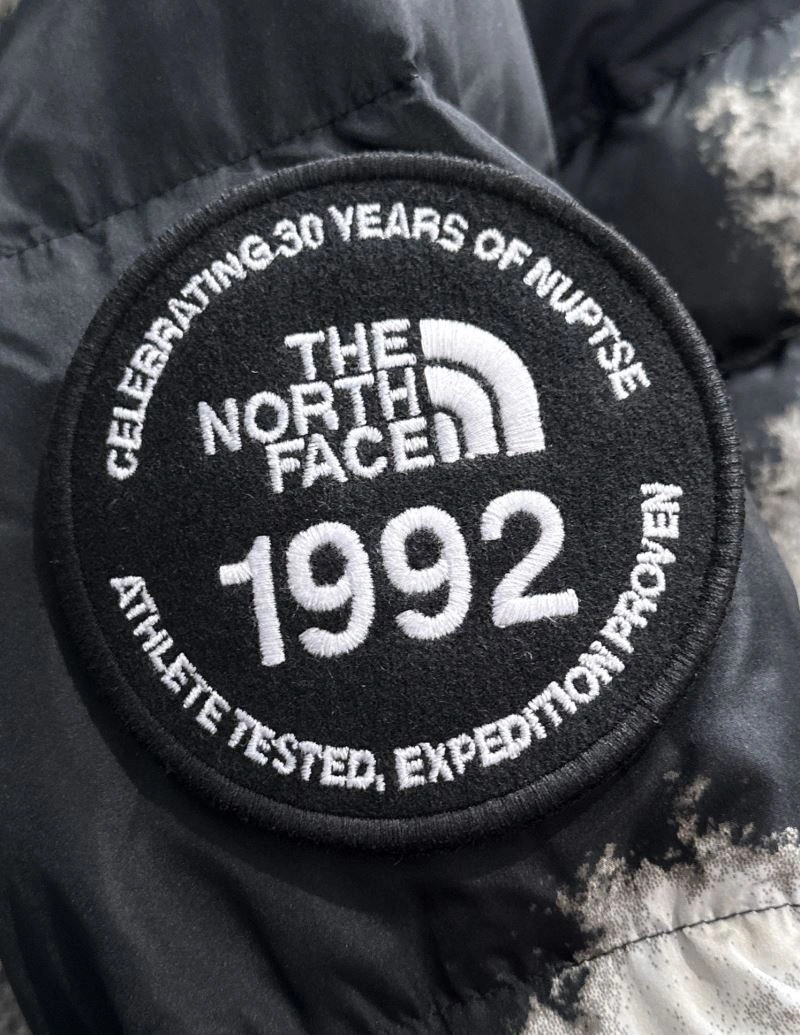 CELEBRATING 30 YEARS OF NUPTSE
THE
NORTH
FACE
1992
ATHLETE TESTED, EXPEDITION PROVEN